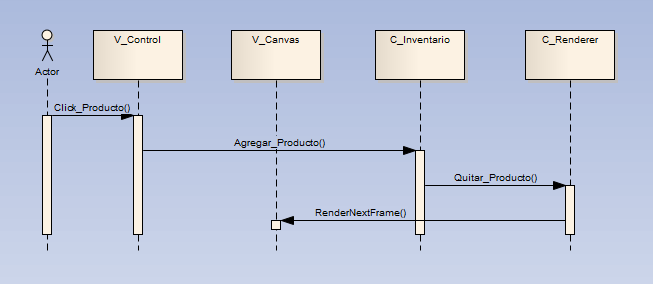 V_Control
V_Canvas
C_Inventario
C_Renderer
Actor
Click_Producto()
Agregar_Producto()
Quitar_Producto()
RenderNextFrame()